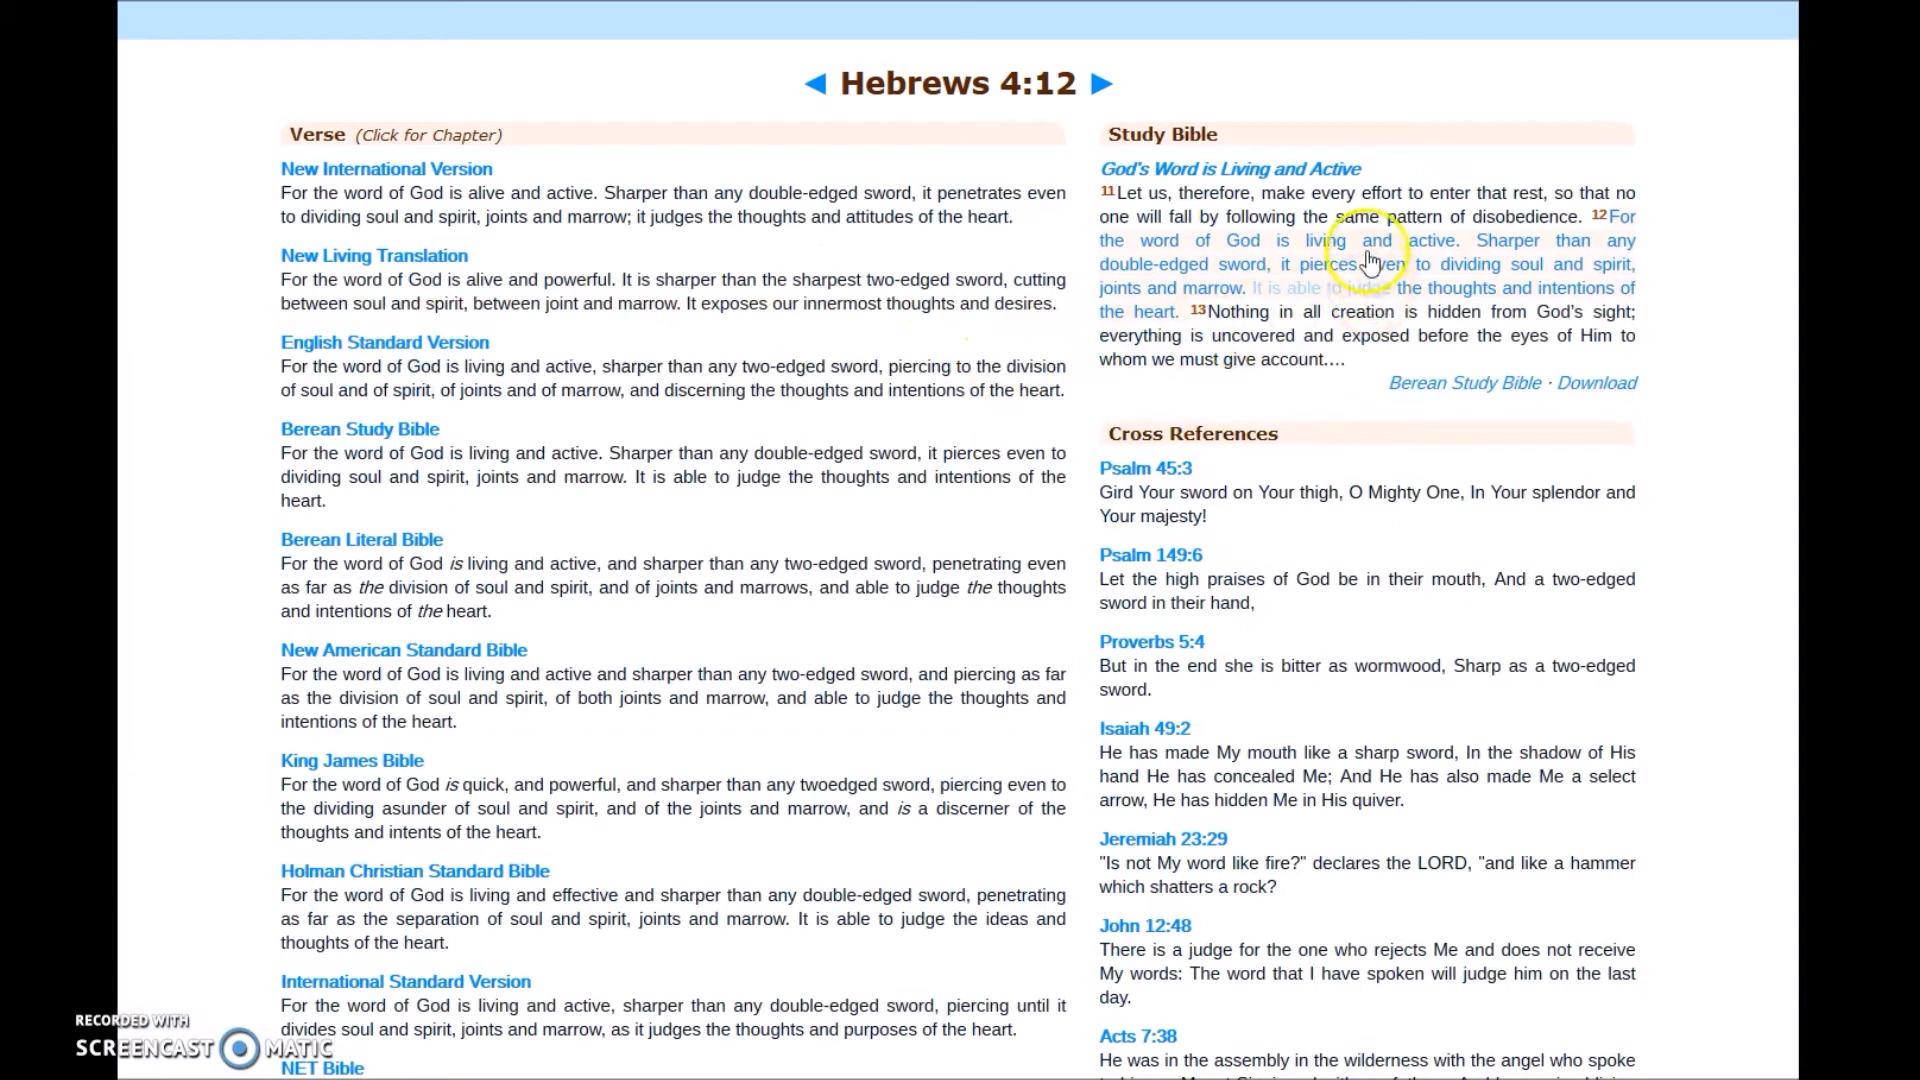 ◄ Hebrews 4:12 ►
Verse (Click for Chapter)
New International Version
For the word of God is alive and active. Sharper than any double-edged sword, it penetrates even
to dividing soul and spirit, joints and marrow; it judges the thoughts and attitudes of the heart.
New Living Translation
For the word of God is alive and powerful. It is sharper than the sharpest two-edged sword, cutting
between soul and spirit, between joint and marrow. It exposes our innermost thoughts and desires.
English Standard Version
For the word of God is living and active, sharper than any two-edged sword, piercing to the division
of soul and of spirit, of joints and of marrow, and discerning the thoughts and intentions of the heart.
Berean Study Bible
For the word of God is living and active. Sharper than any double-edged sword, it pierces even to
dividing soul and spirit, joints and marrow. It is able to judge the thoughts and intentions of the
heart.
Berean Literal Bible
For the word of God is living and active, and sharper than any two-edged sword, penetrating even
as far as the division of soul and spirit, and of joints and marrows, and able to judge the thoughts
and intentions of the heart.
New American Standard Bible
For the word of God is living and active and sharper than any two-edged sword, and piercing as far
as the division of soul and spirit, of both joints and marrow, and able to judge the thoughts and
intentions of the heart.
King James Bible
For the word of God is quick, and powerful, and sharper than any twoedged sword, piercing even to
the dividing asunder of soul and spirit, and of the joints and marrow, and is a discerner of the
thoughts and intents of the heart.
Holman Christian Standard Bible
For the word of God is living and effective and sharper than any double-edged sword, penetrating
as far as the separation of soul and spirit, joints and marrow. It is able to judge the ideas and
thoughts of the heart.
International Standard Version
For the word of God is living and active, sharper than any double-edged sword, piercing until it
divides soul and spirit, joints and marrow, as it judges the thoughts and purposes of the heart.
NET Bible
Study Bible
God's Word is Living and Active
11Let us, therefore, make every effort to enter that rest, so that no
one will fall by following the same pattern of disobedience. 12For
the word of God is living and active. Sharper than any
double-edged sword, it pierces even to dividing soul and spirit,
joints and marrow. It is able to judge the thoughts and intentions of
the heart. 13Nothing in all creation is hidden from God's sight;
everything is uncovered and exposed before the eyes of Him to
whom we must give account.…
Berean Study Bible · Download
Cross References
Psalm 45:3
Gird Your sword on Your thigh, O Mighty One, In Your splendor and
Your majesty!
Psalm 149:6
Let the high praises of God be in their mouth, And a two-edged
sword in their hand,
Proverbs 5:4
But in the end she is bitter as wormwood, Sharp as a two-edged
sword.
Isaiah 49:2
He has made My mouth like a sharp sword, In the shadow of His
hand He has concealed Me; And He has also made Me a select
arrow, He has hidden Me in His quiver.
Jeremiah 23:29
"Is not My word like fire?" declares the LORD, "and like a hammer
which shatters a rock?
John 12:48
There is a judge for the one who rejects Me and does not receive
My words: The word that I have spoken will judge him on the last
day.
Acts 7:38
He was in the assembly in the wilderness with the angel who spoke
RECORDED WITH
SCREENCAST MATIC